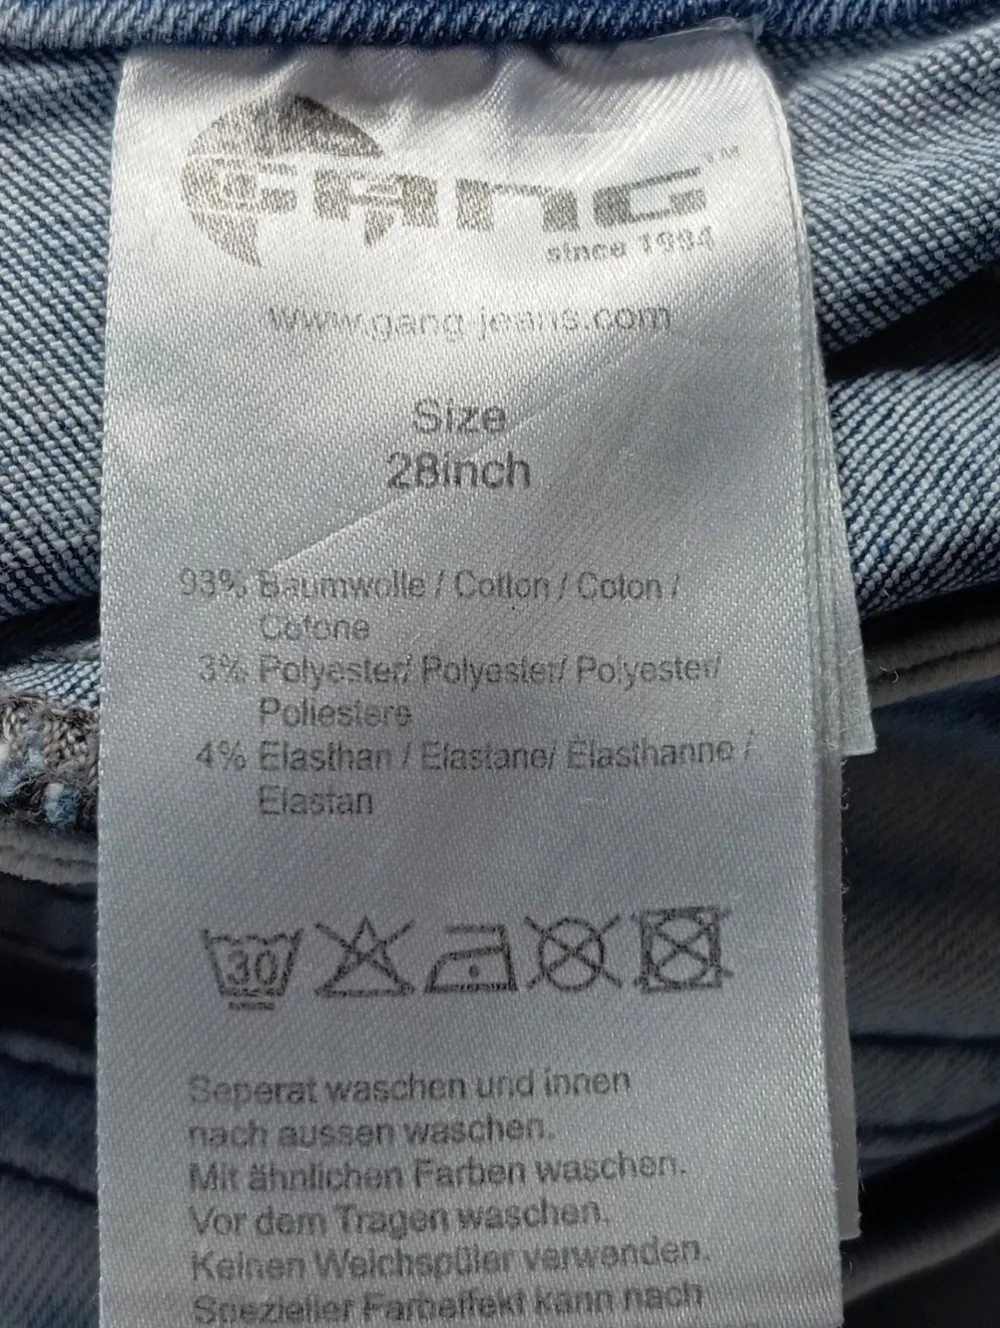 GANG™
since 1994
www.gang-jeans.com
Size
28inch
93% Baumwolle / Cotton / Coton /
Cotone
3% Polyester/ Polyester/ Polyester/
Poliestere
4% Elasthan / Elastane/ Elasthanne /
Elastan
30
Seperat waschen und innen
nach aussen waschen.
Mit ähnlichen Farben waschen.
Vor dem Tragen waschen.
Keinen Weichspüler verwenden.
Spezieller Farbeffekt kann nach